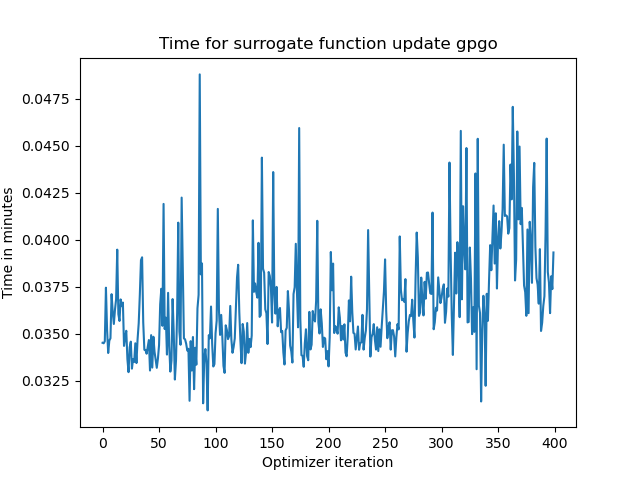 Time for surrogate function update gpgo
Time in minutes
0.0475
0.0450
0.0425
0.0400
0.0375
0.0350
0.0325
0 50 100 150 200 250 300 350 400
Optimizer iteration